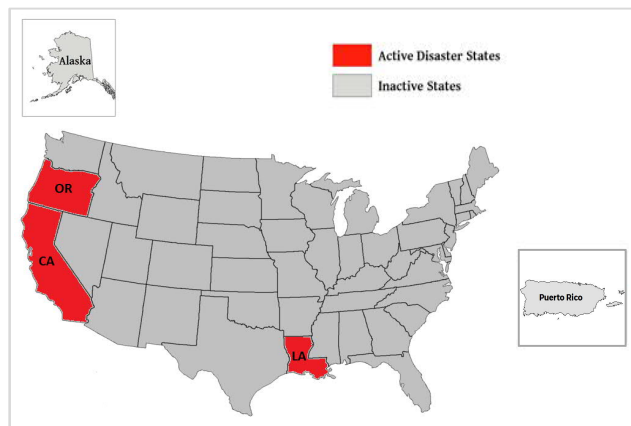 Alaska
Active Disaster States
Inactive States
OR
CA
LA
Puerto Rico